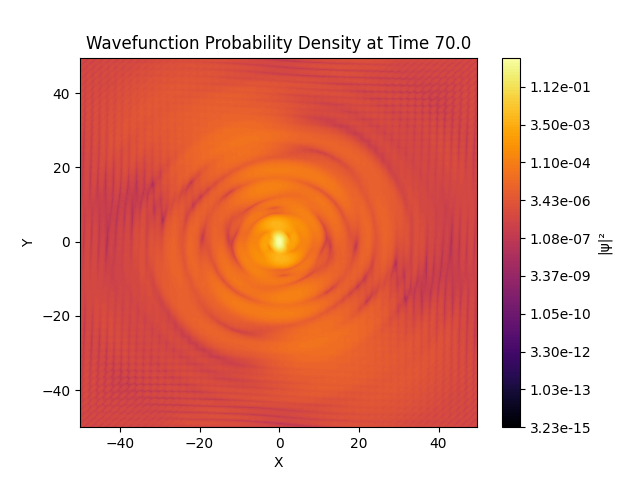 Wavefunction Probability Density at Time 70.0
40
20
0
−20
−40
Y
−40 −20 0 20 40
X
1.12e-01
3.50e-03
1.10e-04
3.43e-06
1.08e-07
3.37e-09
1.05e-10
3.30e-12
1.03e-13
3.23e-15
|ψ|²